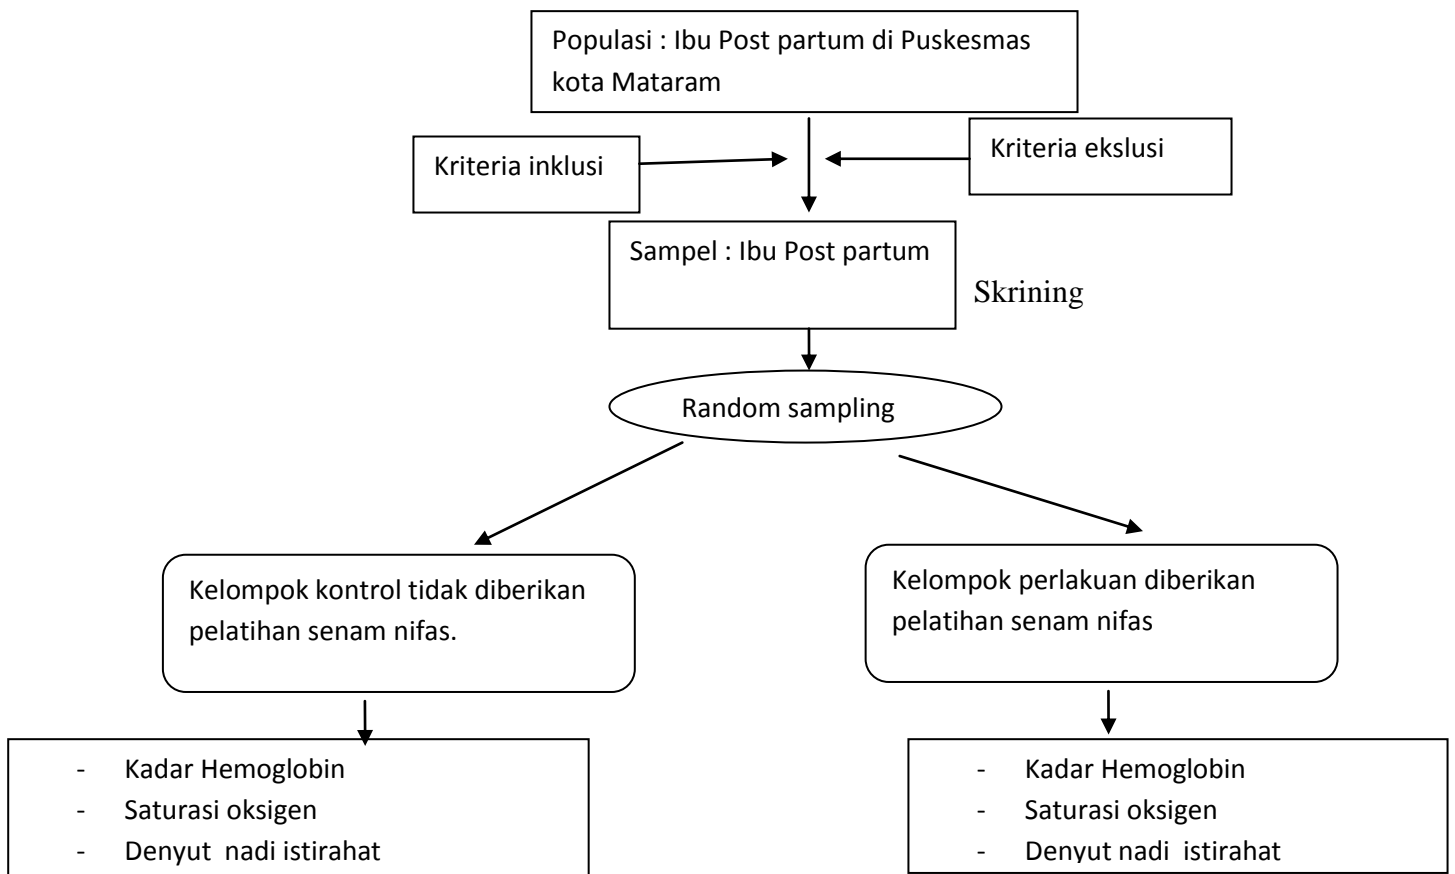 Populasi : Ibu Post partum di Puskesmas
kota Mataram
Kriteria inklusi
Kriteria ekslusi
Sampel : Ibu Post partum
Skrining
Random sampling
Kelompok kontrol tidak diberikan
pelatihan senam nifas.
Kelompok perlakuan diberikan
pelatihan senam nifas
- Kadar Hemoglobin
- Saturasi oksigen
- Denyut nadi istirahat
- Kadar Hemoglobin
- Saturasi oksigen
- Denyut nadi istirahat